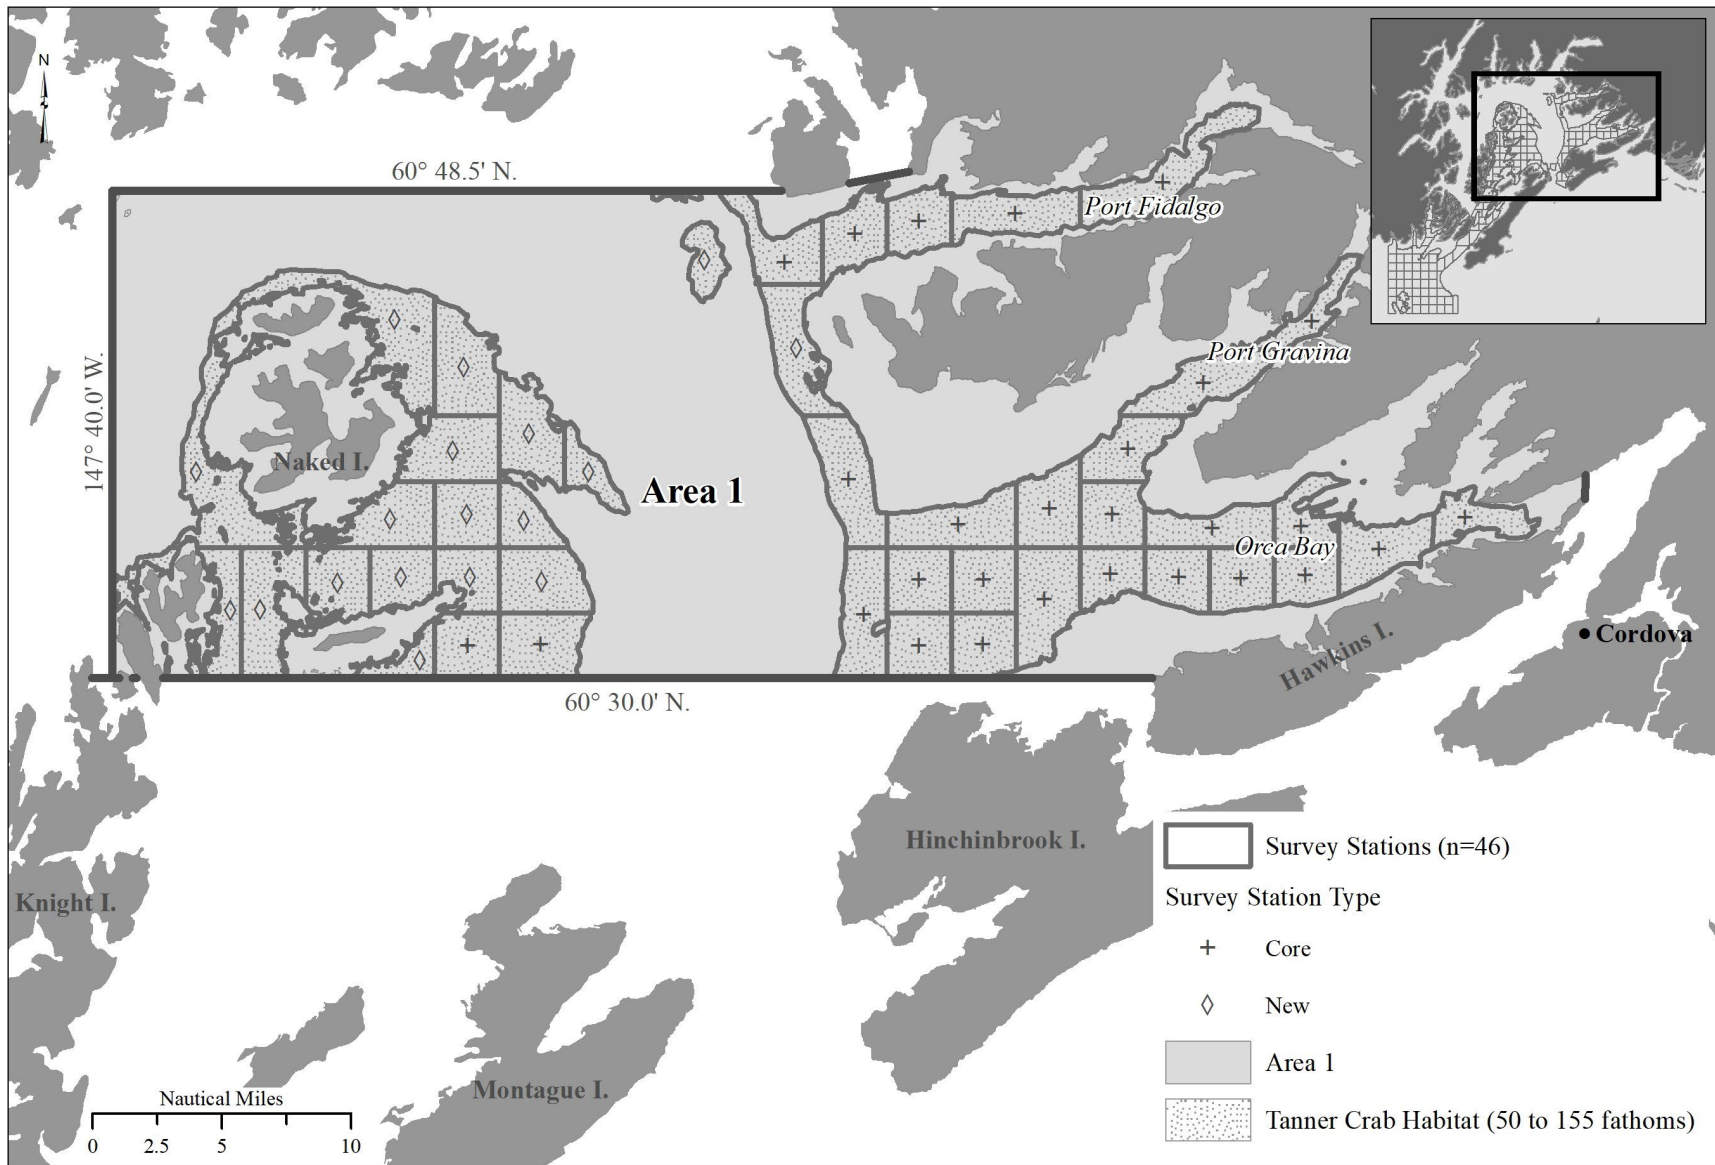 N
60° 48.5' N.
Port Fidalgo
Port Gravina
147° 40.0' W.
Naked I.
Area 1
Orca Bay
Cordova
Hawkins I.
60° 30.0' N.
Hinchinbrook I.
Knight I.
Montague I.
Survey Stations (n=46)
Survey Station Type
Core
New
Area 1
Tanner Crab Habitat (50 to 155 fathoms)
Nautical Miles
0 2.5 5 10